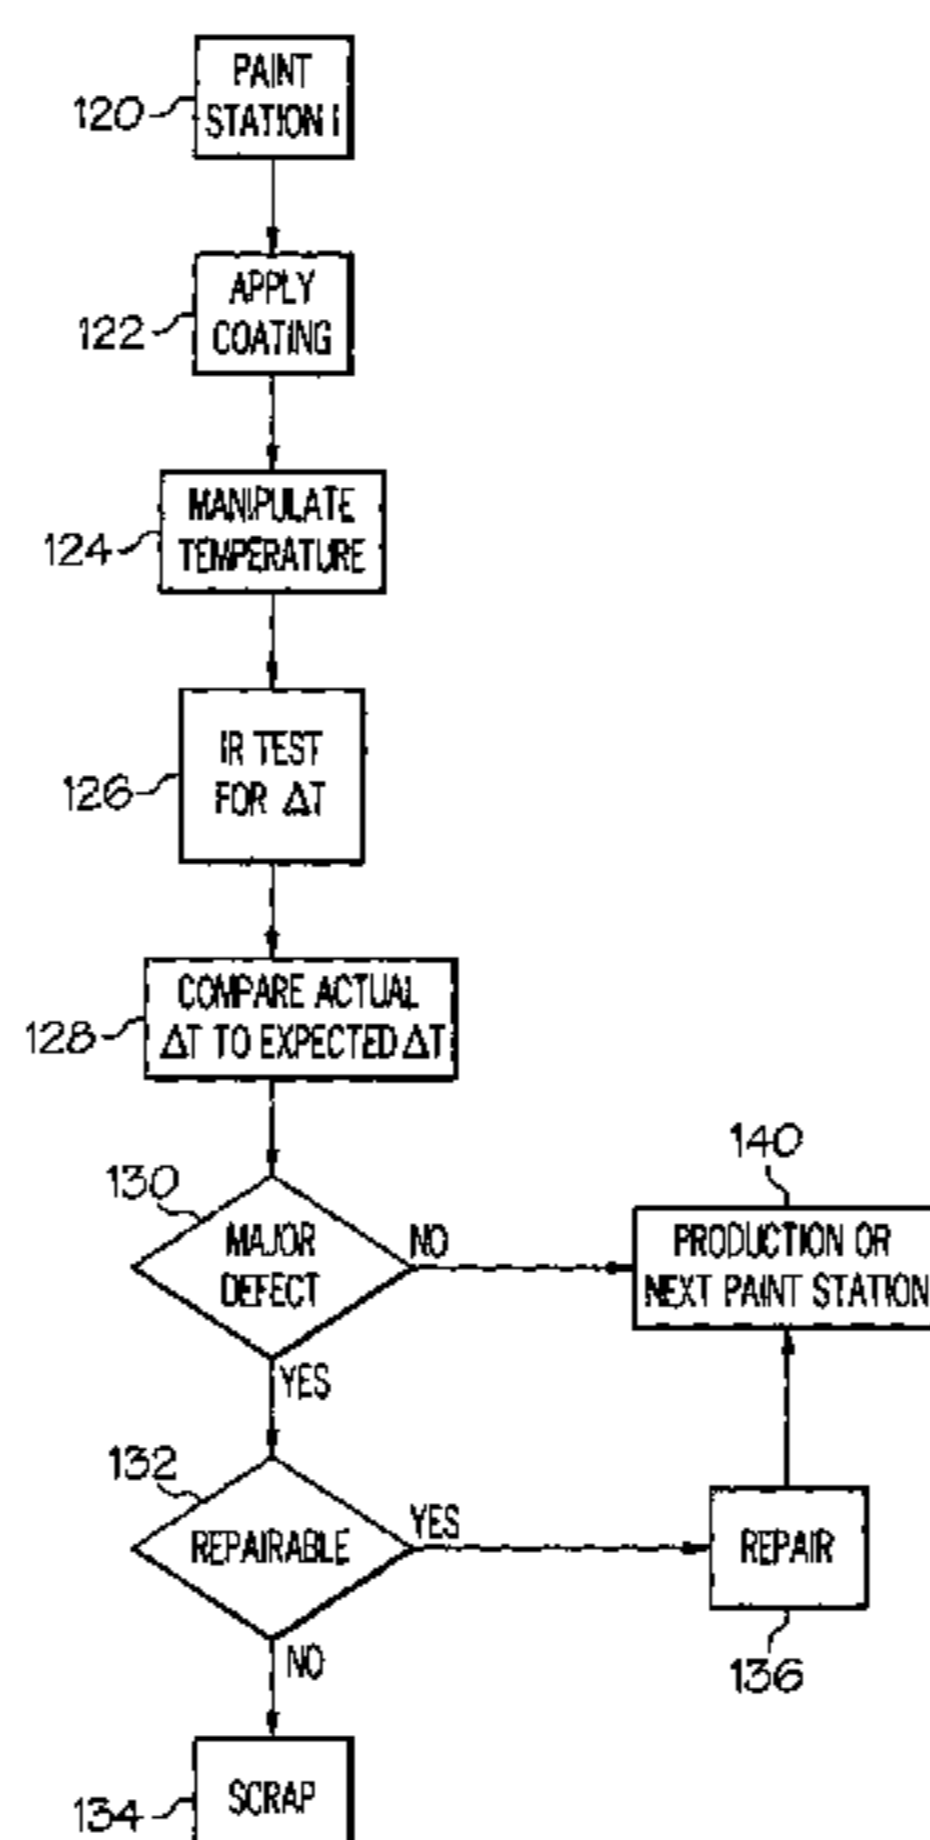 PAINT
STATION 1
120
APPLY
COATING
122
MANIPULATE
TEMPERATURE
124
IR TEST
FOR ΔT
126
COMPARE ACTUAL
ΔT TO EXPECTED ΔT
128
130
MAJOR
DEFECT
NO
140
PRODUCTION OR
NEXT PAINT STATION
YES
132
REPAIRABLE
YES
REPAIR
136
NO
SCRAP
134